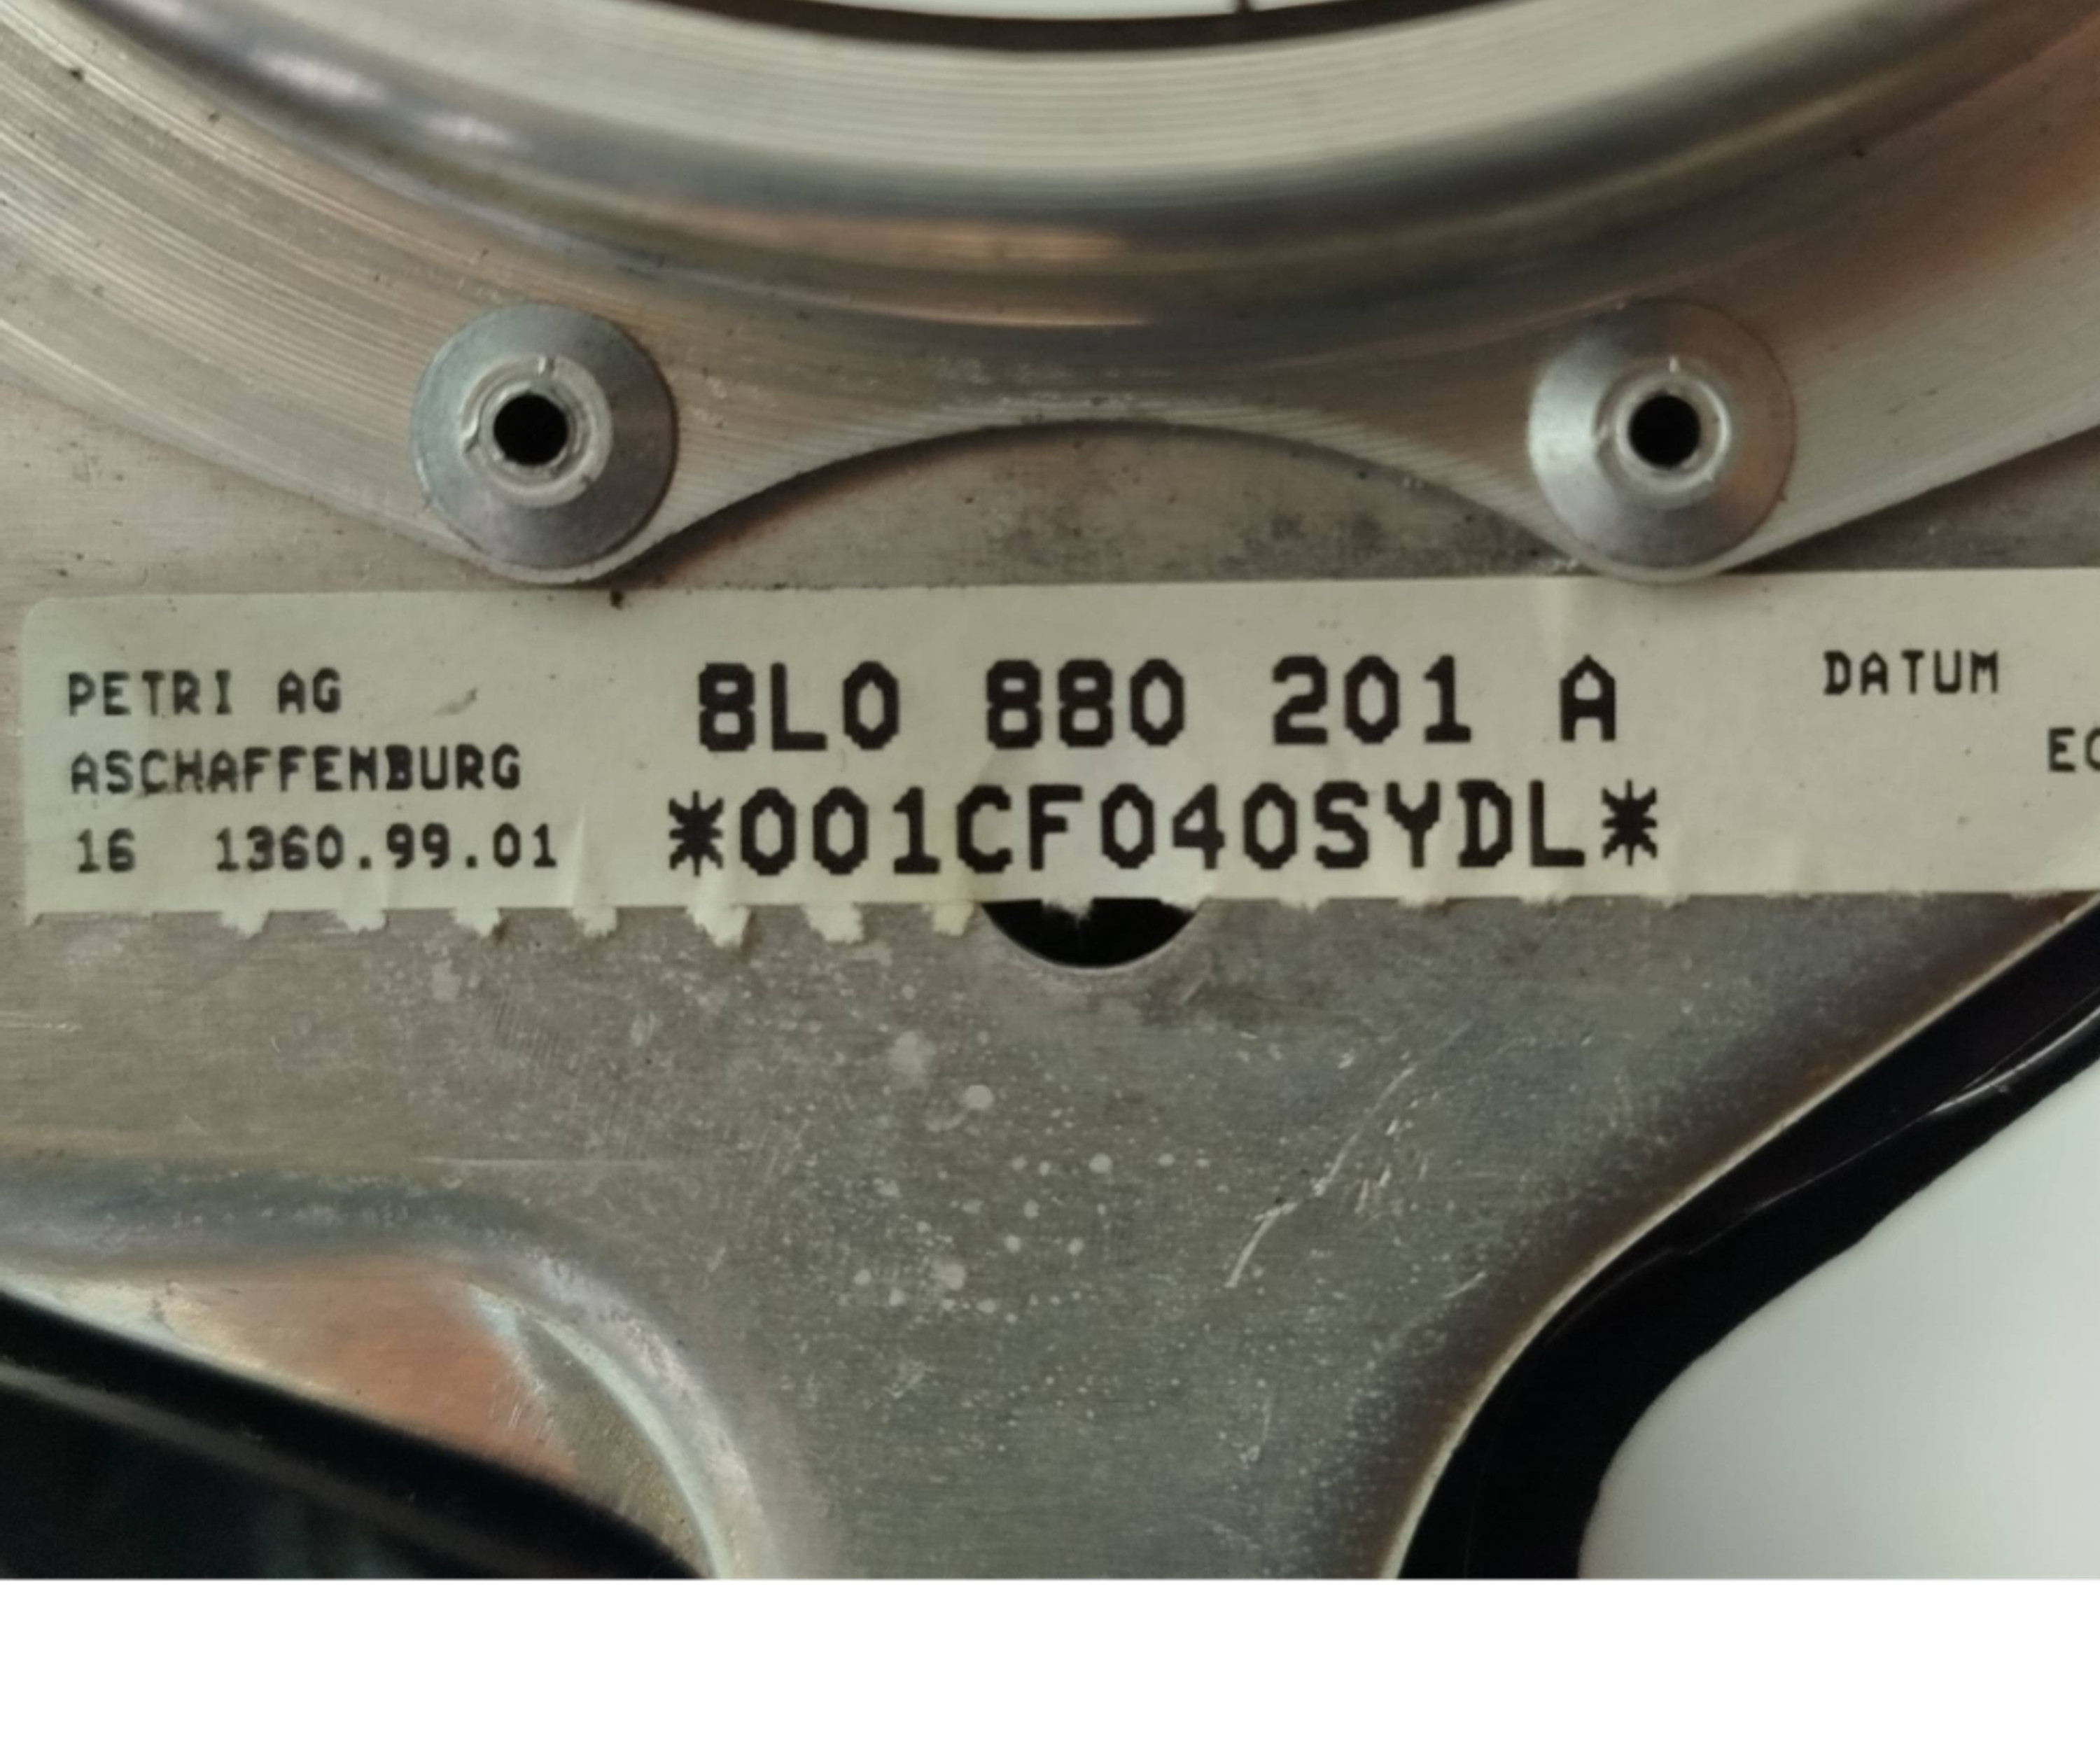 PETRI AG
ASCHAFFENBURG
16 1360.99.01
8L0 880 201 A
*001CF040SYDL*
DATUM